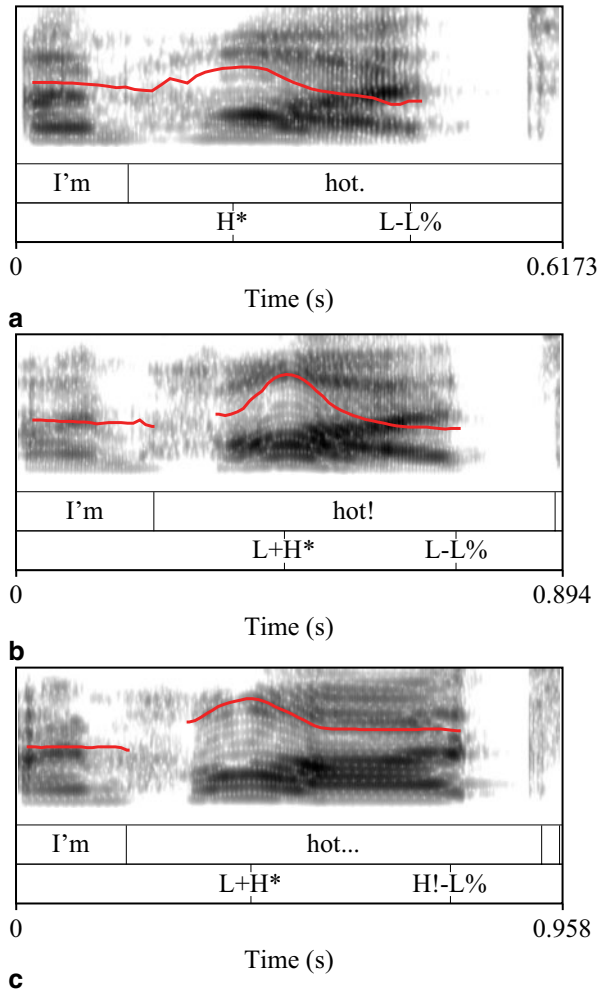 I'm hot.
H* L-L%
0 0.6173
Time (s)
a
I'm hot!
L+H* L-L%
0 0.894
Time (s)
b
I'm hot...
L+H* H!-L%
0 0.958
Time (s)
c